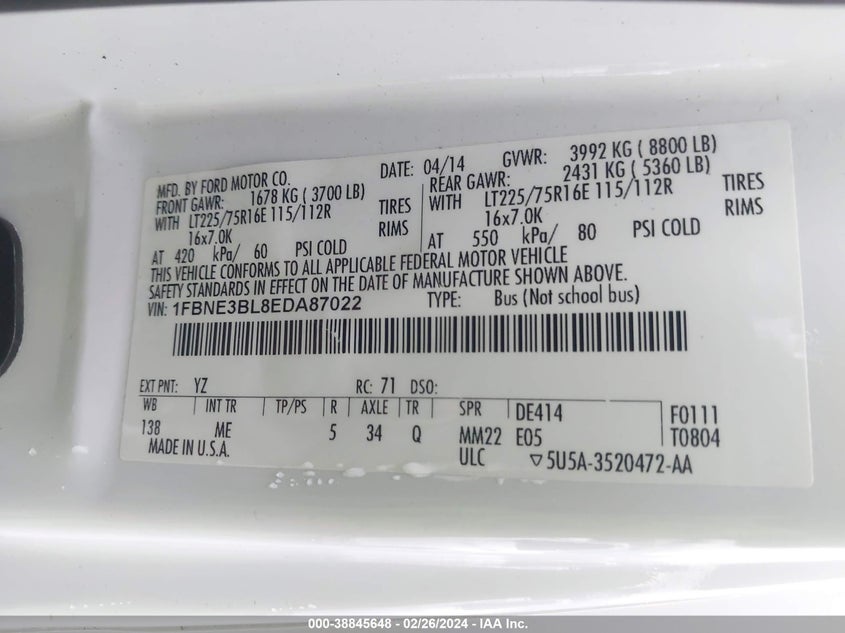 MFD. BY FORD MOTOR CO. DATE: 04/14 GVWR: 3992 KG ( 8800 LB)
FRONT GAWR: 1678 KG ( 3700 LB) REAR GAWR: 2431 KG ( 5360 LB)
WITH LT225/75R16E 115/112R TIRES WITH LT225/75R16E 115/112R TIRES
16x7.0K RIMS 16x7.0K RIMS
AT 420 kPa/ 60 PSI COLD AT 550 kPa/ 80 PSI COLD
THIS VEHICLE CONFORMS TO ALL APPLICABLE FEDERAL MOTOR VEHICLE
SAFETY STANDARDS IN EFFECT ON THE DATE OF MANUFACTURE SHOWN ABOVE.
VIN: 1FBNE3BL8EDA87022 TYPE: Bus (Not school bus)
EXT PNT: YZ RC: 71 DSO:
WB INT TR TP/PS R AXLE TR SPR DE414 F0111
138 ME 5 34 Q MM22 E05 T0804
MADE IN U.S.A. ULC ▽5U5A-3520472-AA
000-38845648 - 02/26/2024 - IAA Inc.